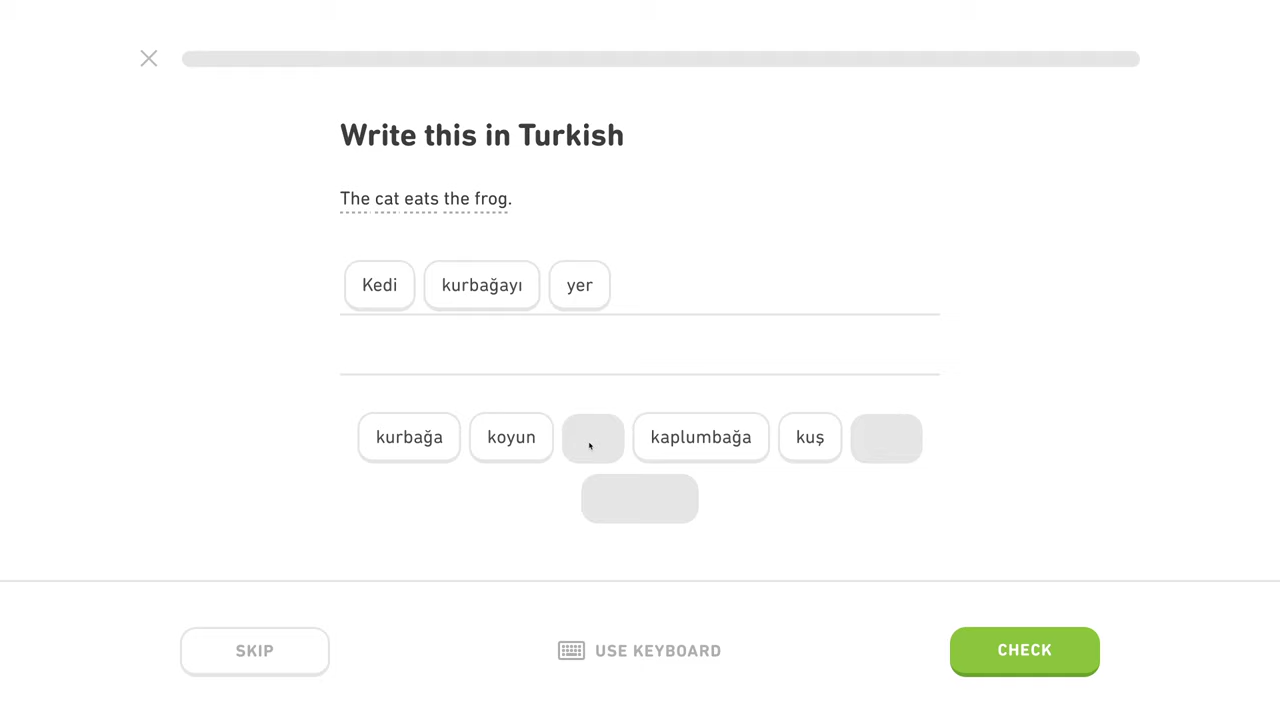 Write this in Turkish
The cat eats the frog.
Kedi kurbağayı yer
kurbağa koyun kaplumbağa kuş
SKIP USE KEYBOARD CHECK